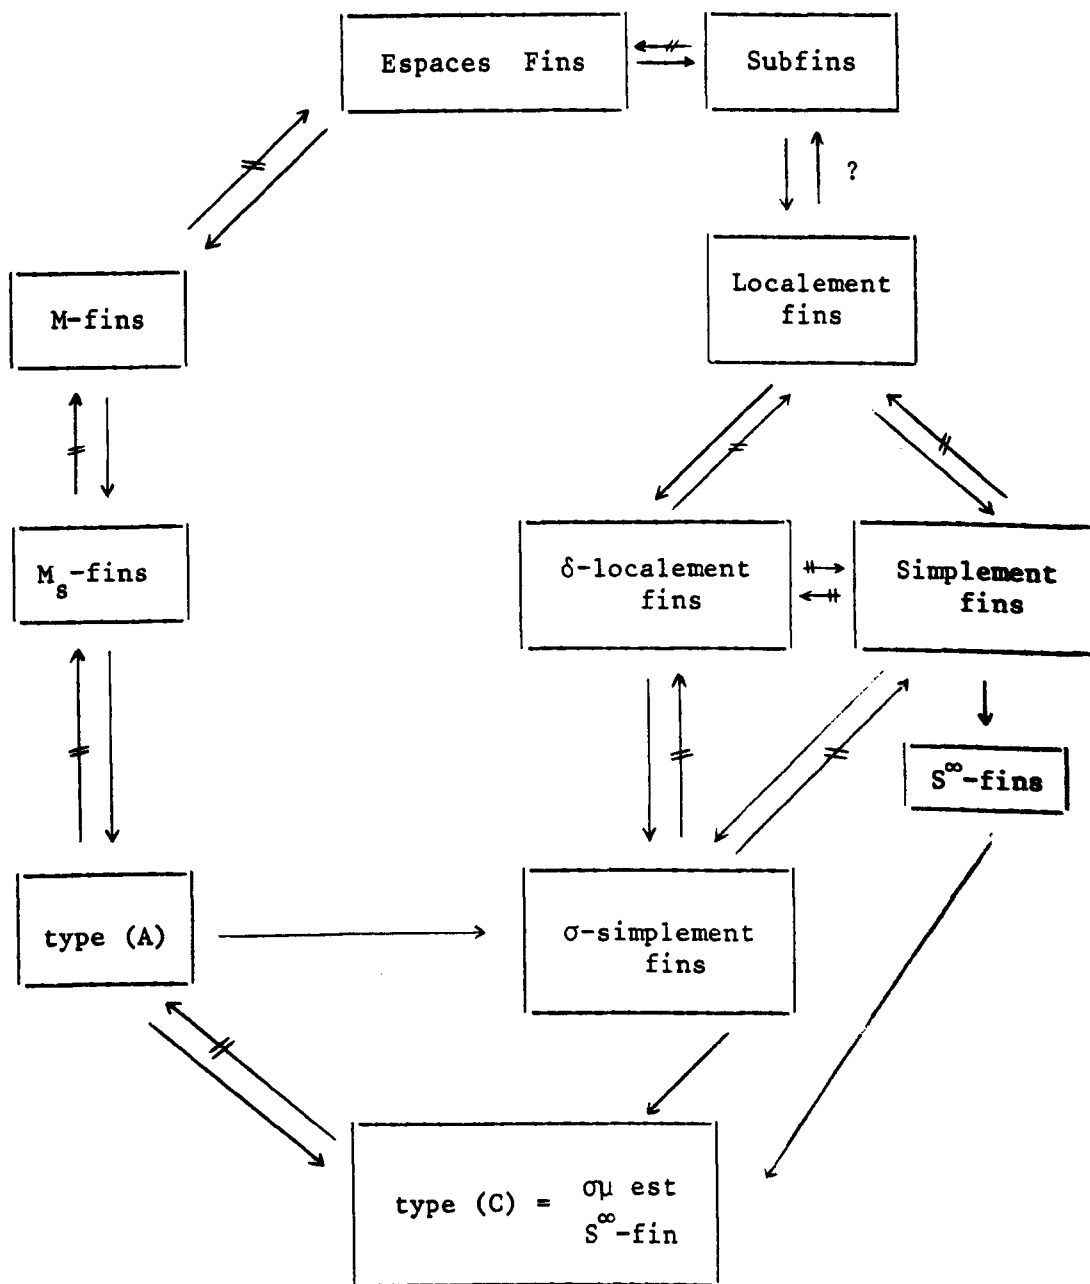 Espaces Fins
Subfins
?
Localement
fins
M-fins
M_s-fins
δ-localement
fins
Simplement
fins
S^∞-fins
type (A)
σ-simplement
fins
type (C) = σμ est
S^∞-fin